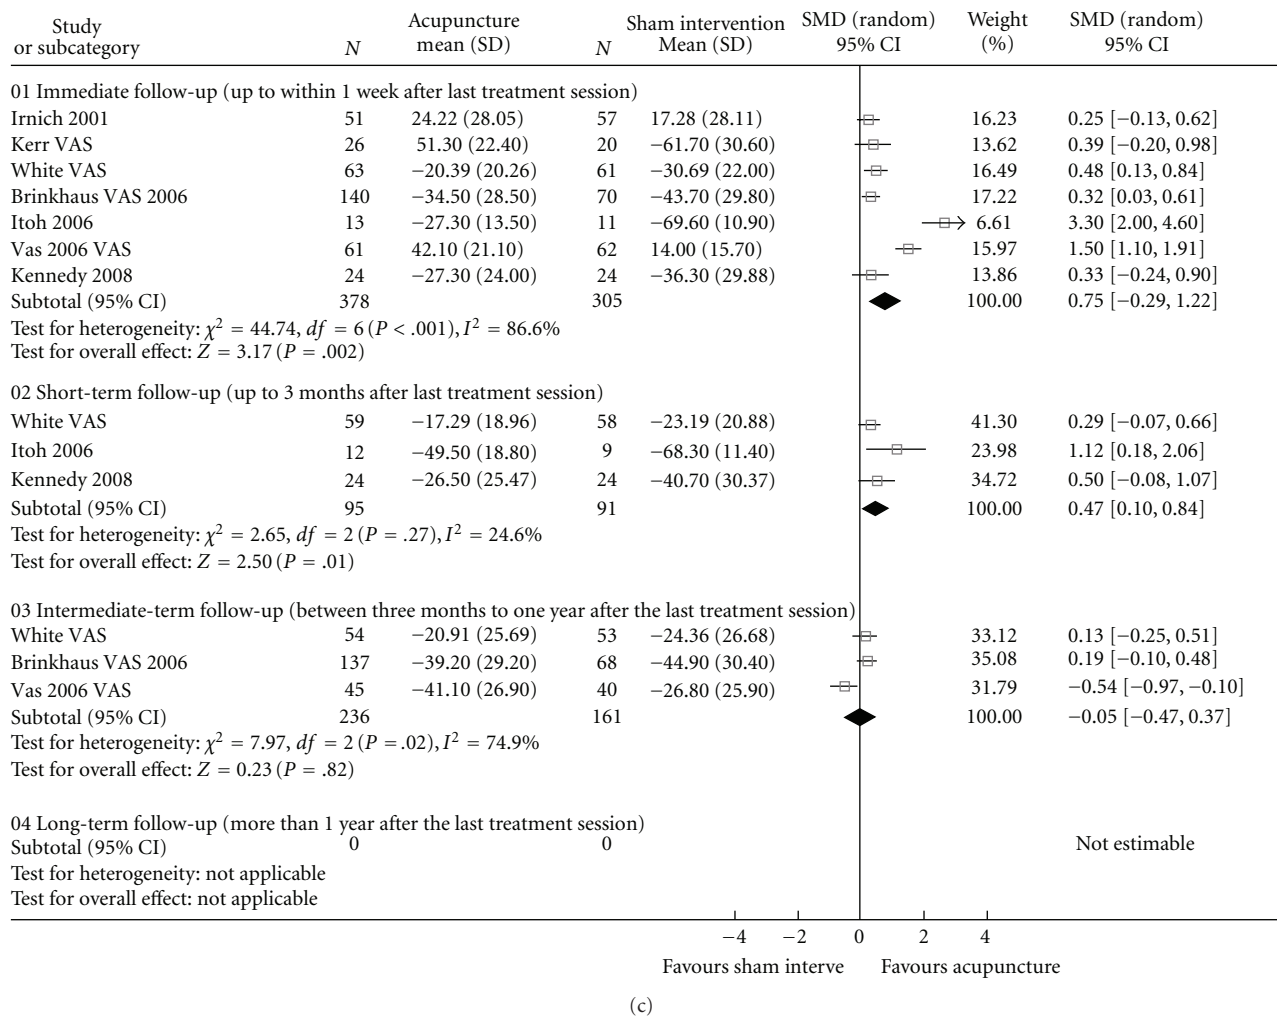 Study or subcategory N Acupuncture mean (SD) N Sham intervention Mean (SD) SMD (random) 95% CI Weight (%) SMD (random) 95% CI
01 Immediate follow-up (up to within 1 week after last treatment session)
Irnich 2001 51 24.22 (28.05) 57 17.28 (28.11) 16.23 0.25 [−0.13, 0.62]
Kerr VAS 26 51.30 (22.40) 20 −61.70 (30.60) 13.62 0.39 [−0.20, 0.98]
White VAS 63 −20.39 (20.26) 61 −30.69 (22.00) 16.49 0.48 [0.13, 0.84]
Brinkhaus VAS 2006 140 −34.50 (28.50) 70 −43.70 (29.80) 17.22 0.32 [0.03, 0.61]
Itoh 2006 13 −27.30 (13.50) 11 −69.60 (10.90) 6.61 3.30 [2.00, 4.60]
Vas 2006 VAS 61 42.10 (21.10) 62 14.00 (15.70) 15.97 1.50 [1.10, 1.91]
Kennedy 2008 24 −27.30 (24.00) 24 −36.30 (29.88) 13.86 0.33 [−0.24, 0.90]
Subtotal (95% CI) 378 305 100.00 0.75 [−0.29, 1.22]
Test for heterogeneity: χ² = 44.74, df = 6 (P < .001), I² = 86.6%
Test for overall effect: Z = 3.17 (P = .002)
02 Short-term follow-up (up to 3 months after last treatment session)
White VAS 59 −17.29 (18.96) 58 −23.19 (20.88) 41.30 0.29 [−0.07, 0.66]
Itoh 2006 12 −49.50 (18.80) 9 −68.30 (11.40) 23.98 1.12 [0.18, 2.06]
Kennedy 2008 24 −26.50 (25.47) 24 −40.70 (30.37) 34.72 0.50 [−0.08, 1.07]
Subtotal (95% CI) 95 91 100.00 0.47 [0.10, 0.84]
Test for heterogeneity: χ² = 2.65, df = 2 (P = .27), I² = 24.6%
Test for overall effect: Z = 2.50 (P = .01)
03 Intermediate-term follow-up (between three months to one year after the last treatment session)
White VAS 54 −20.91 (25.69) 53 −24.36 (26.68) 33.12 0.13 [−0.25, 0.51]
Brinkhaus VAS 2006 137 −39.20 (29.20) 68 −44.90 (30.40) 35.08 0.19 [−0.10, 0.48]
Vas 2006 VAS 45 −41.10 (26.90) 40 −26.80 (25.90) 31.79 −0.54 [−0.97, −0.10]
Subtotal (95% CI) 236 161 100.00 −0.05 [−0.47, 0.37]
Test for heterogeneity: χ² = 7.97, df = 2 (P = .02), I² = 74.9%
Test for overall effect: Z = 0.23 (P = .82)
04 Long-term follow-up (more than 1 year after the last treatment session)
Subtotal (95% CI) 0 0 Not estimable
Test for heterogeneity: not applicable
Test for overall effect: not applicable
−4 −2 0 2 4
Favours sham interve Favours acupuncture
(c)